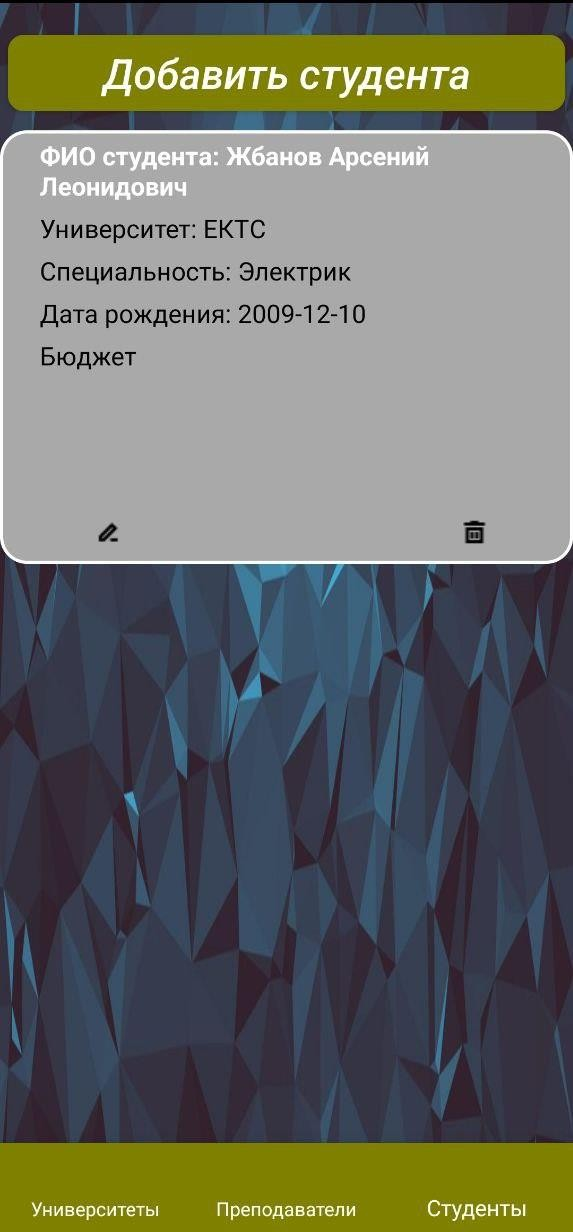 Добавить студента
ФИО студента: Жбанов Арсений
Леонидович
Университет: ЕКТС
Специальность: Электрик
Дата рождения: 2009-12-10
Бюджет
Университеты
Преподаватели
Студенты